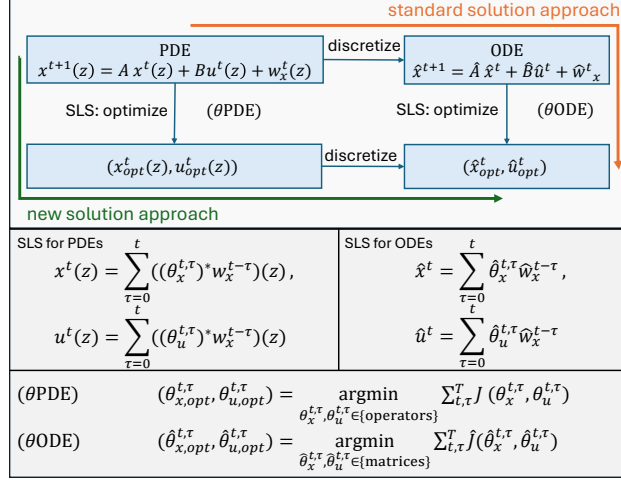 standard solution approach
PDE
x^{t+1}(z) = A x^t(z) + Bu^t(z) + w_x^t(z)
discretize
ODE
x̂^{t+1} = Â x̂^t + B̂û^t + ŵ^t_x
SLS: optimize (θPDE)
SLS: optimize (θODE)
(x_{opt}^t(z), u_{opt}^t(z))
discretize
(x̂_{opt}^t, û_{opt}^t)
new solution approach
SLS for PDEs
x^t(z) = ∑_{τ=0}^{t} ((θ_x^{t,τ})^* w_x^{t-τ})(z) ,
u^t(z) = ∑_{τ=0}^{t} ((θ_u^{t,τ})^* w_x^{t-τ})(z)
SLS for ODEs
x̂^t = ∑_{τ=0}^{t} θ̂_x^{t,τ} ŵ_x^{t-τ} ,
û^t = ∑_{τ=0}^{t} θ̂_u^{t,τ} ŵ_x^{t-τ}
(θPDE) (θ_{x,opt}^{t,τ}, θ_{u,opt}^{t,τ}) = argmin_{θ_x^{t,τ}, θ_u^{t,τ} ∈ {operators}} ∑_{t,τ}^T J (θ_x^{t,τ}, θ_u^{t,τ})
(θODE) (θ̂_{x,opt}^{t,τ}, θ̂_{u,opt}^{t,τ}) = argmin_{θ̂_x^{t,τ}, θ̂_u^{t,τ} ∈ {matrices}} ∑_{t,τ}^T Ĵ(θ̂_x^{t,τ}, θ̂_u^{t,τ})